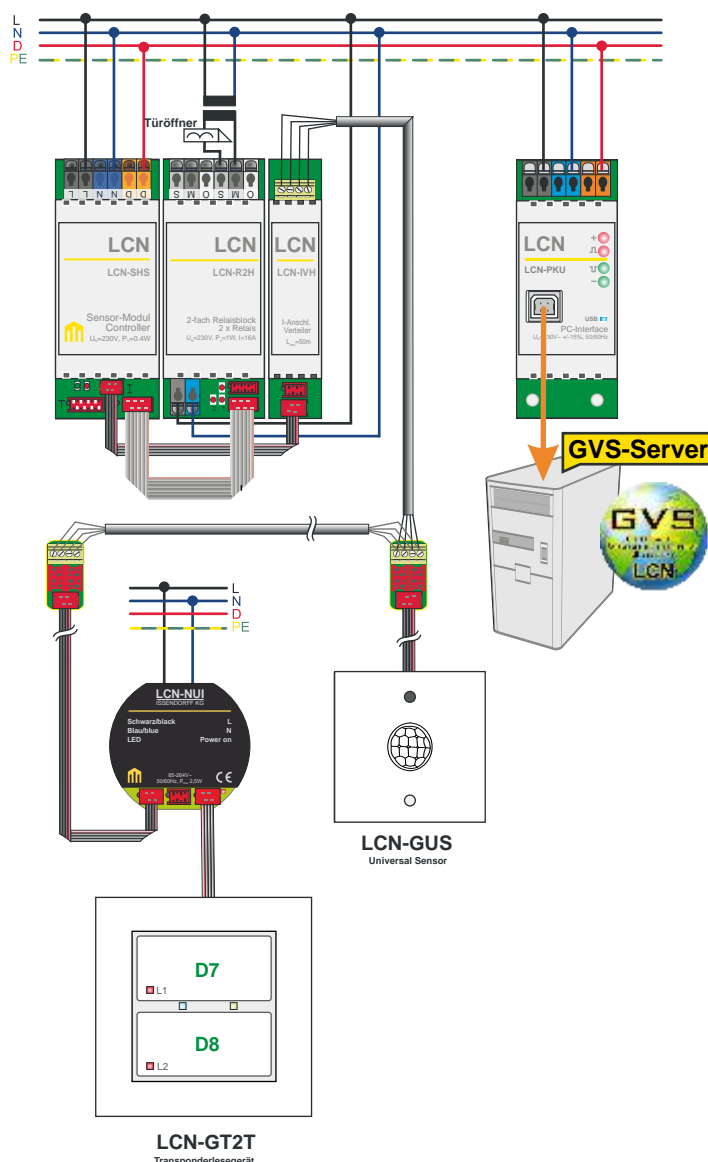 L
N
D
PE
Türöffner
L L N N D D
S M O S M O
LCN
LCN-SHS
Sensor-Modul
Controller
LCN
LCN-R2H
2-fach Relaisblock
2 x Relais
LCN
LCN-IVH
I-Anschl.
Verteiler
LCN
LCN-PKU
USB
PC-Interface
T
I
GVS-Server
GVS
LCN
L
N
D
PE
LCN-NUI
ISSENDORFF KG
Schwarz/black L
Blau/blue N
LED Power on
85-264V~
CE
LCN-GUS
Universal Sensor
D7
L1
D8
L2
LCN-GT2T
Transponderlesegerät